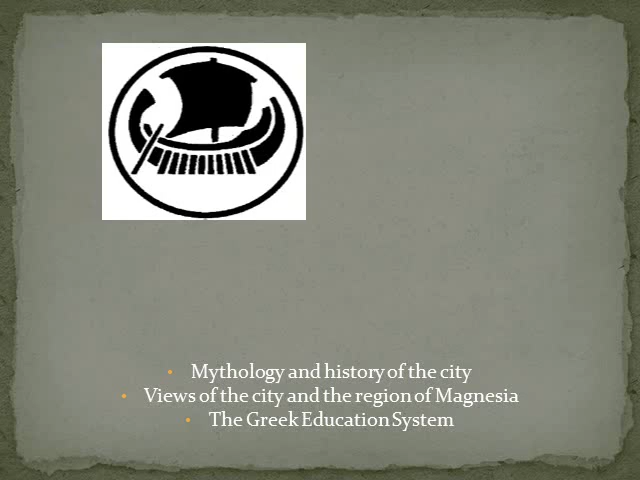 • Mythology and history of the city
• Views of the city and the region of Magnesia
• The Greek Education System